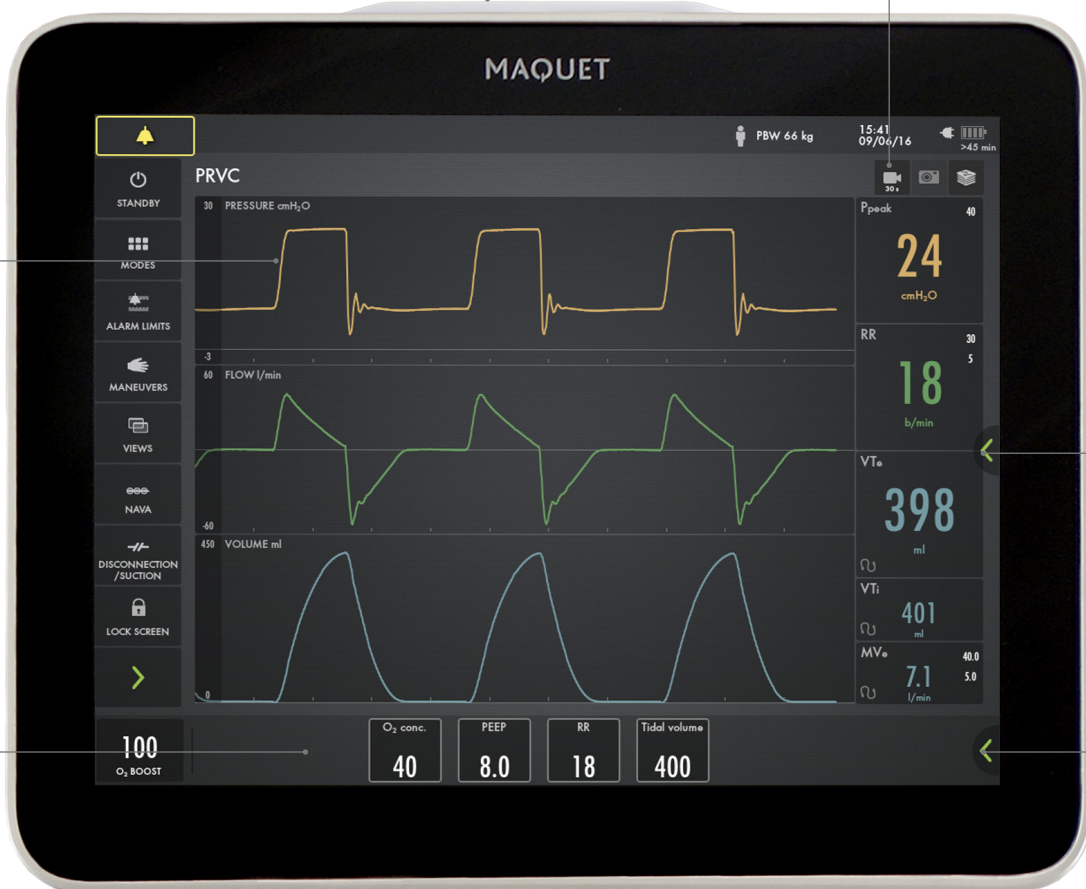 MAQUET
PBW 66 kg
15:41
09/06/16
>45 min
STANDBY
MODES
ALARM LIMITS
MANEUVERS
VIEWS
NAVA
DISCONNECTION
/SUCTION
LOCK SCREEN
PRVC
30 s
30 PRESSURE cmH₂O
-3
60 FLOW l/min
-60
450 VOLUME ml
0
Ppeak 40
24
cmH₂O
RR 30
5
18
b/min
VTe
398
ml
VTi
401
ml
MVe 40.0
7.1 5.0
l/min
100
O₂ BOOST
O₂ conc.
40
PEEP
8.0
RR
18
Tidal volume
400